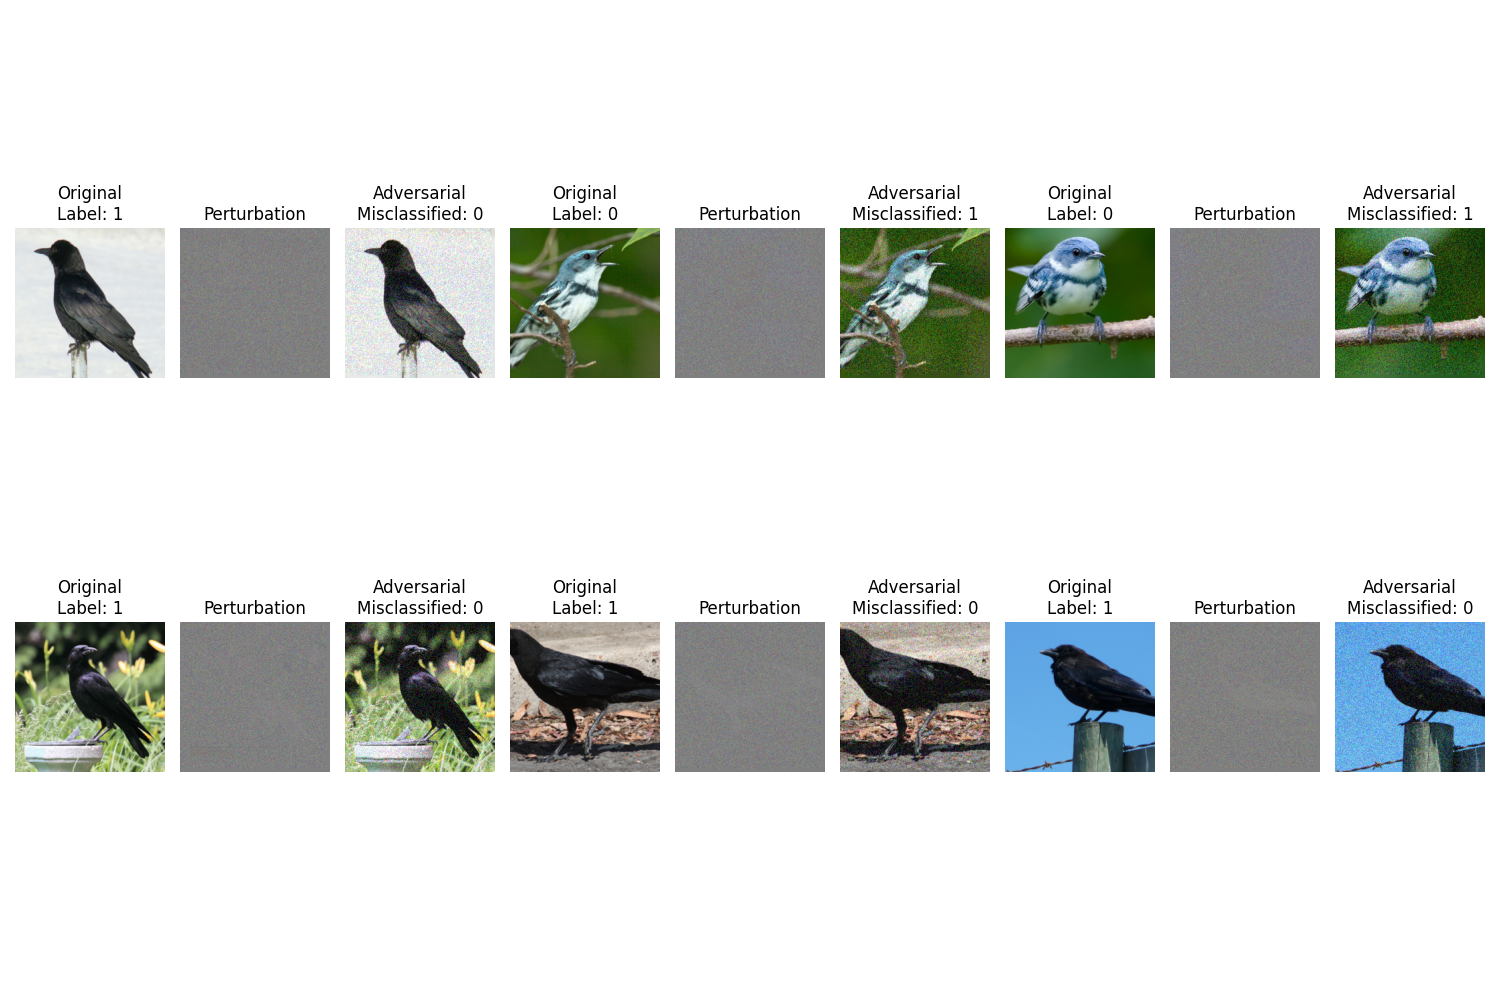 Original
Label: 1
Perturbation
Adversarial
Misclassified: 0
Original
Label: 0
Perturbation
Adversarial
Misclassified: 1
Original
Label: 0
Perturbation
Adversarial
Misclassified: 1
Original
Label: 1
Perturbation
Adversarial
Misclassified: 0
Original
Label: 1
Perturbation
Adversarial
Misclassified: 0
Original
Label: 1
Perturbation
Adversarial
Misclassified: 0